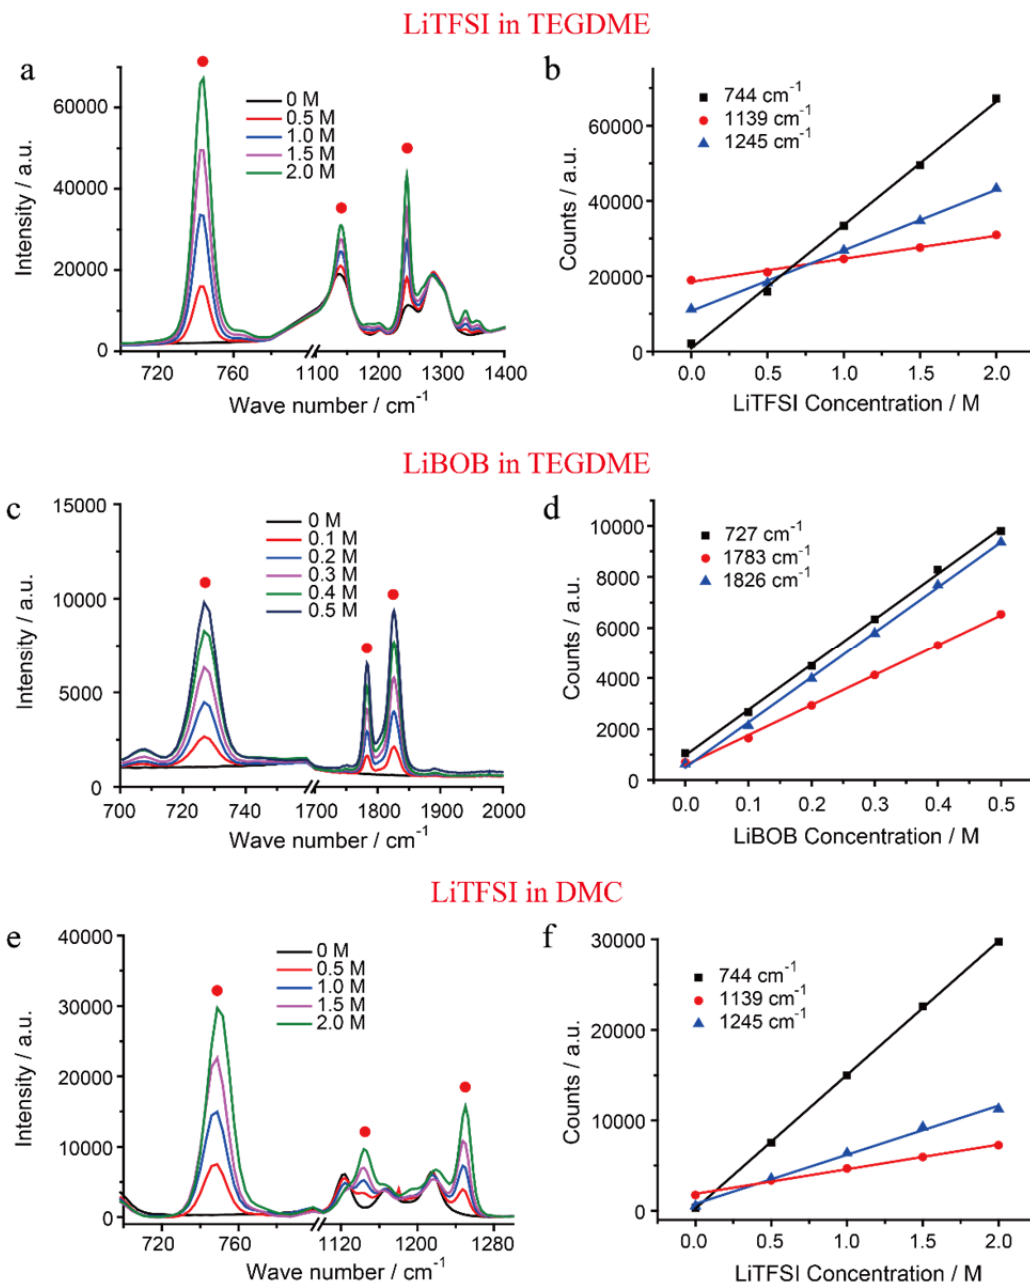 LiTFSI in TEGDME
a
Intensity / a.u.
60000
40000
20000
0
0 M
0.5 M
1.0 M
1.5 M
2.0 M
720 760 1100 1200 1300 1400
Wave number / cm⁻¹
b
Counts / a.u.
60000
40000
20000
0
744 cm⁻¹
1139 cm⁻¹
1245 cm⁻¹
0.0 0.5 1.0 1.5 2.0
LiTFSI Concentration / M
LiBOB in TEGDME
c
Intensity / a.u.
15000
10000
5000
0
0 M
0.1 M
0.2 M
0.3 M
0.4 M
0.5 M
700 720 740 1700 1800 1900 2000
Wave number / cm⁻¹
d
Counts / a.u.
10000
8000
6000
4000
2000
0
727 cm⁻¹
1783 cm⁻¹
1826 cm⁻¹
0.0 0.1 0.2 0.3 0.4 0.5
LiBOB Concentration / M
LiTFSI in DMC
e
Intensity / a.u.
40000
30000
20000
10000
0
0 M
0.5 M
1.0 M
1.5 M
2.0 M
720 760 1120 1200 1280
Wave number / cm⁻¹
f
Counts / a.u.
30000
20000
10000
0
744 cm⁻¹
1139 cm⁻¹
1245 cm⁻¹
0.0 0.5 1.0 1.5 2.0
LiTFSI Concentration / M